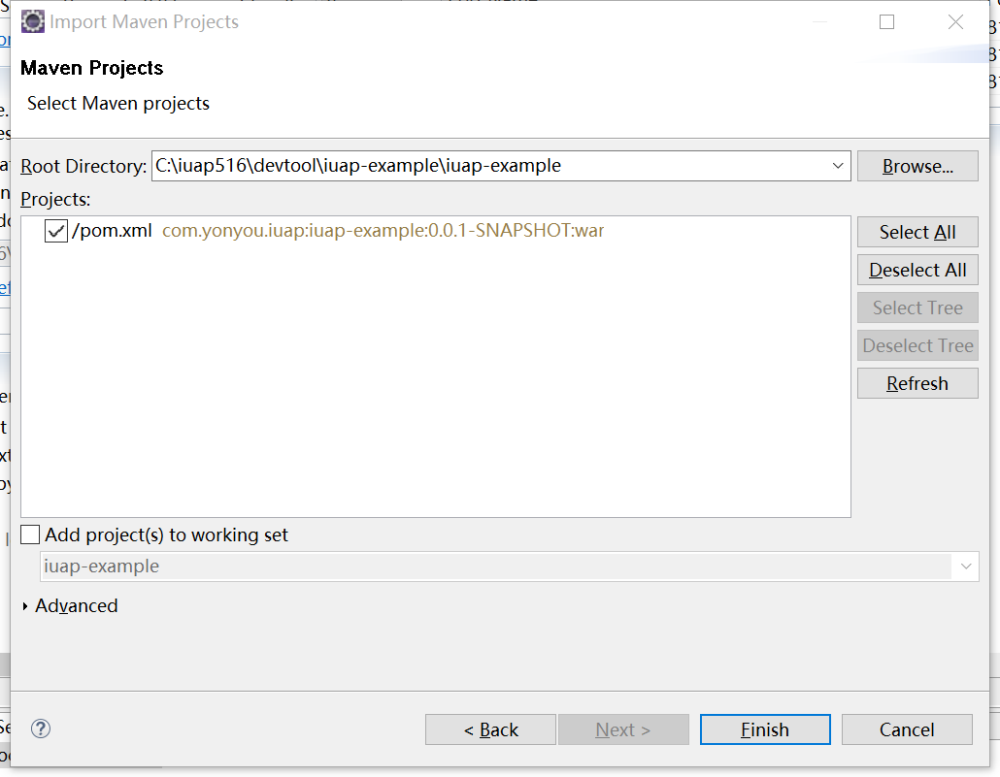 Import Maven Projects
Maven Projects
Select Maven projects
Root Directory: C:\iuap516\devtool\iuap-example\iuap-example Browse...
Projects:
/pom.xml com.yonyou.iuap:iuap-example:0.0.1-SNAPSHOT:war
Select All
Deselect All
Select Tree
Deselect Tree
Refresh
Add project(s) to working set
iuap-example
Advanced
< Back Next > Finish Cancel